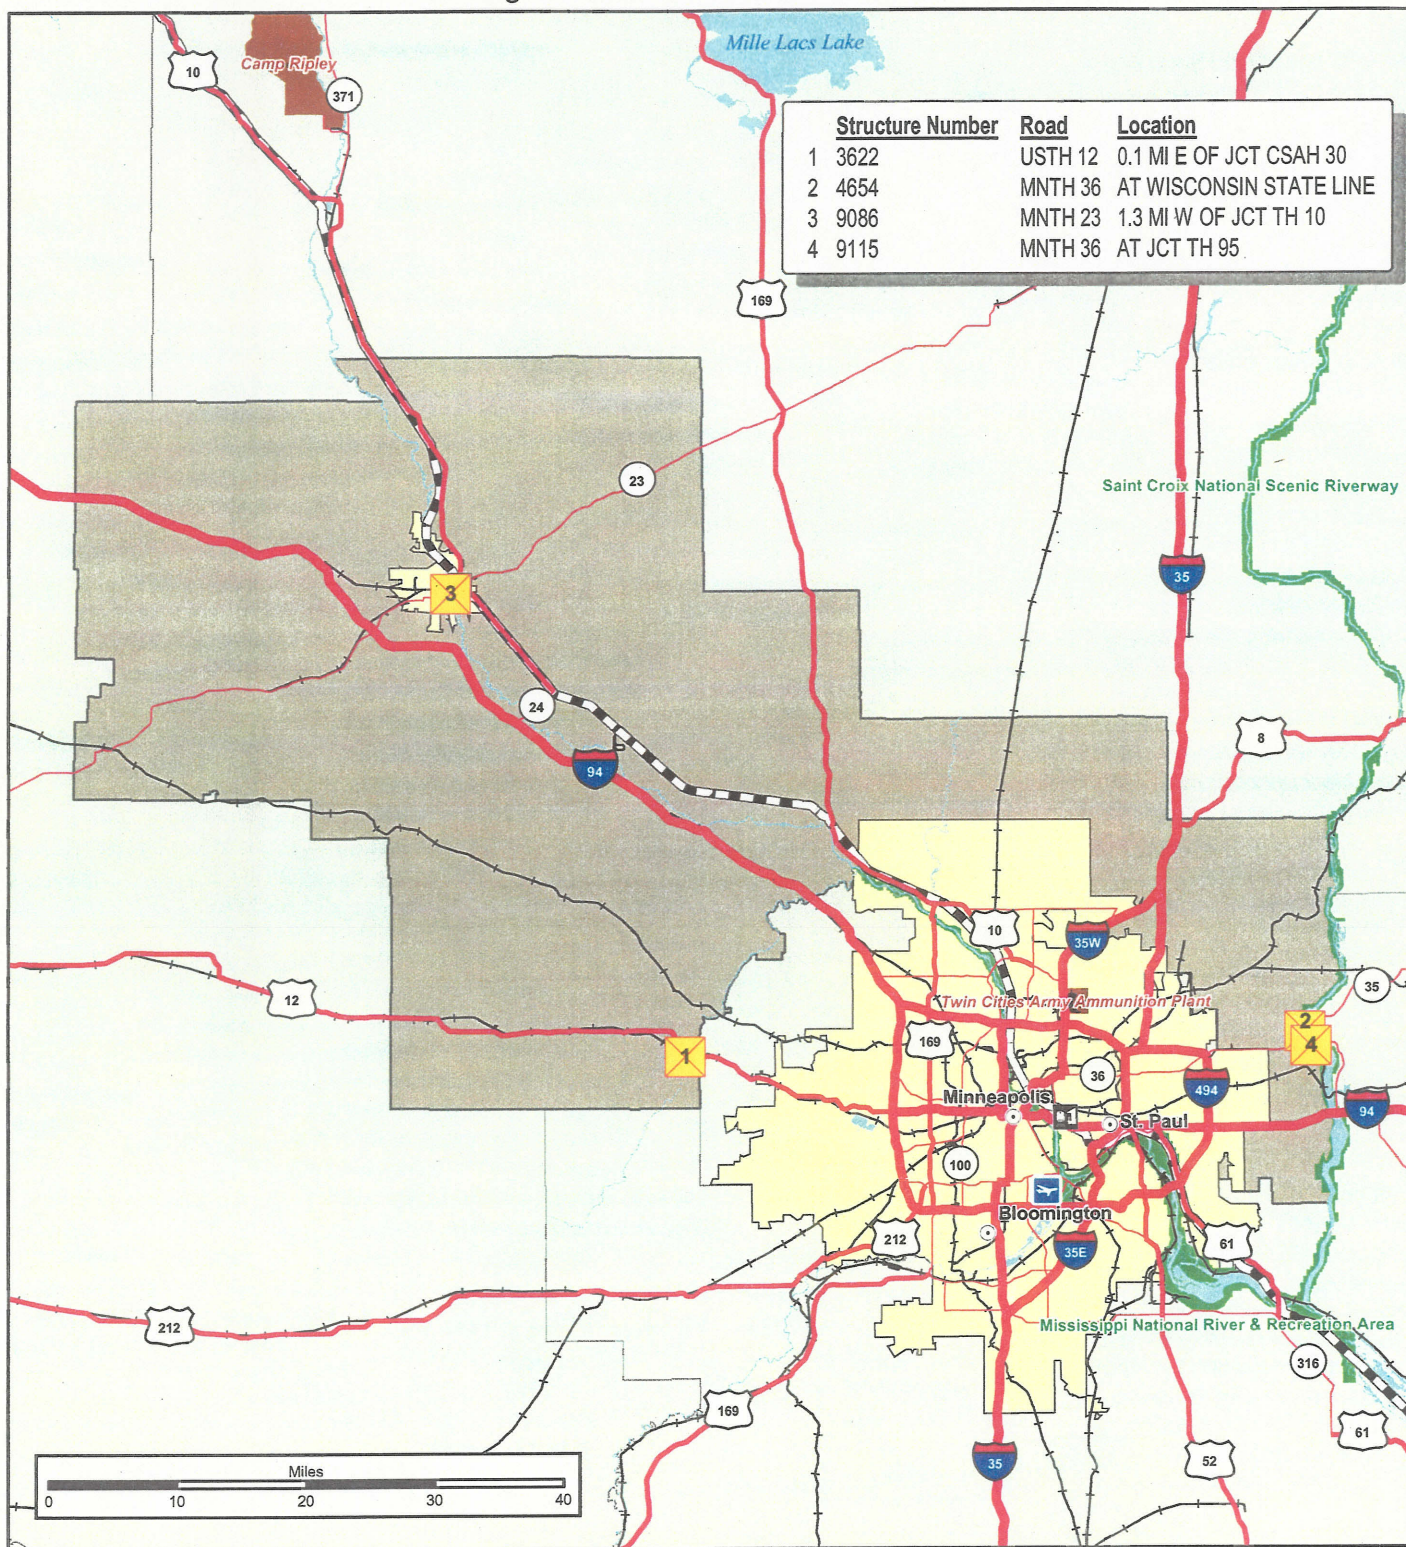 Mille Lacs Lake
Camp Ripley
10
371
Structure Number Road Location
1 3622 USTH 12 0.1 MI E OF JCT CSAH 30
2 4654 MNTH 36 AT WISCONSIN STATE LINE
3 9086 MNTH 23 1.3 MI W OF JCT TH 10
4 9115 MNTH 36 AT JCT TH 95
169
23
Saint Croix National Scenic Riverway
35
3
24
8
94
10
35W
12
35
Twin Cities Army Ammunition Plant
2
169
4
1
36
494
Minneapolis
94
St. Paul
100
Bloomington
212
61
35E
212
Mississippi National River & Recreation Area
316
169
61
52
35
Miles
0 10 20 30 40